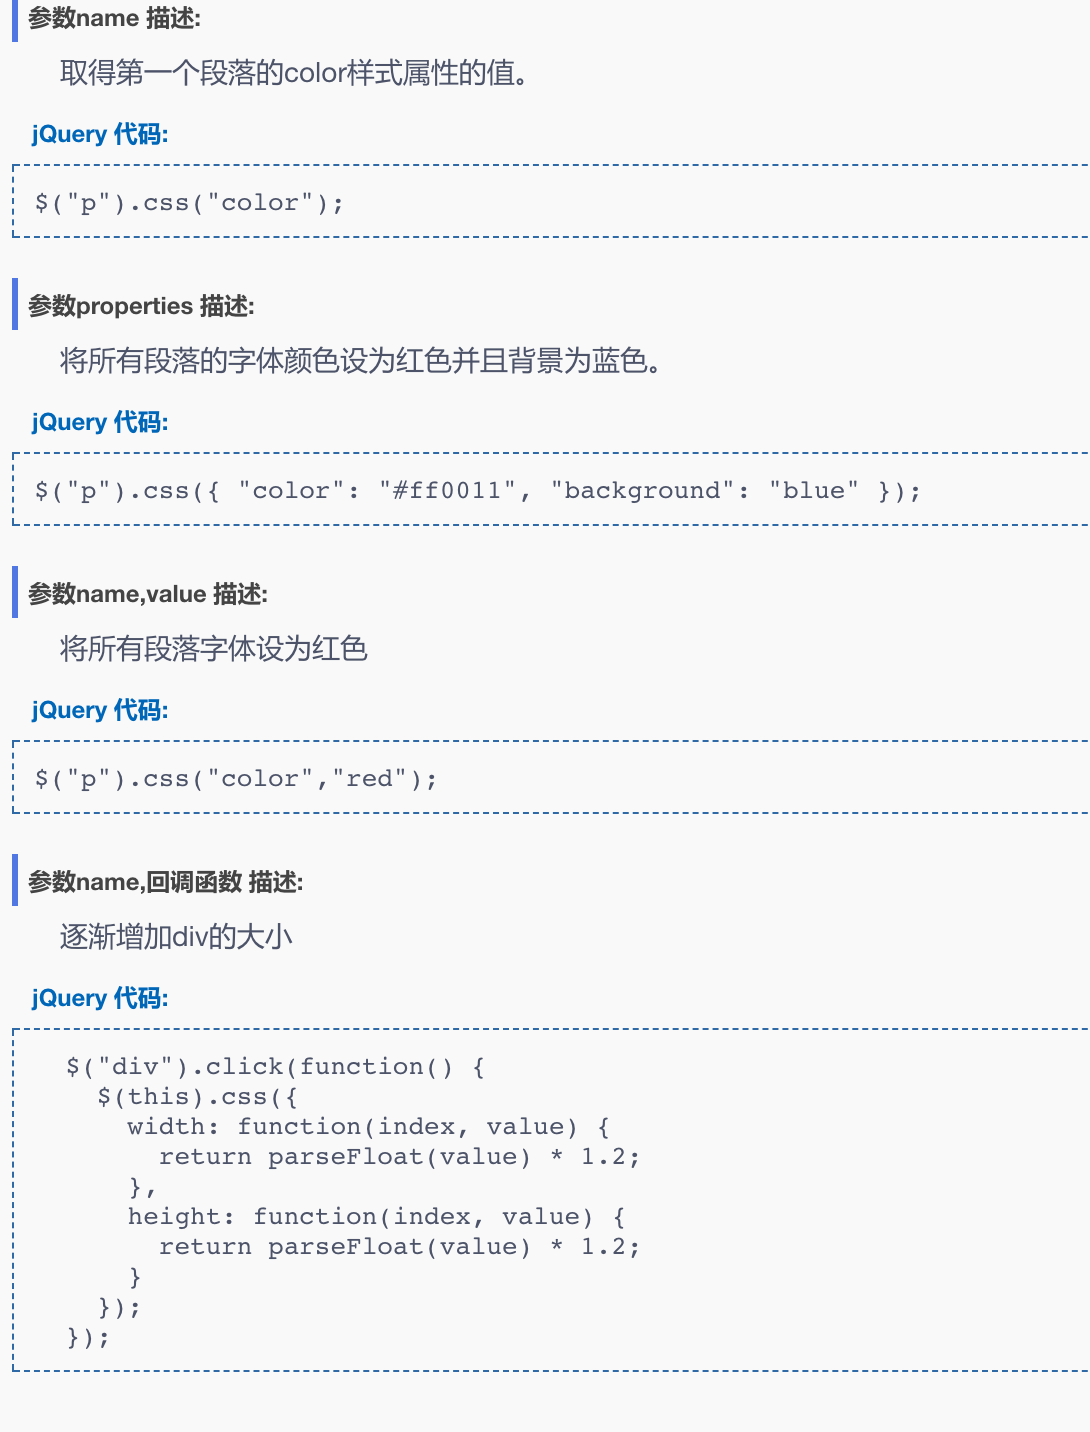 参数name 描述:
取得第一个段落的color样式属性的值。
jQuery 代码:
$("p").css("color");
参数properties 描述:
将所有段落的字体颜色设为红色并且背景为蓝色。
jQuery 代码:
$("p").css({ "color": "#ff0011", "background": "blue" });
参数name,value 描述:
将所有段落字体设为红色
jQuery 代码:
$("p").css("color","red");
参数name,回调函数 描述:
逐渐增加div的大小
jQuery 代码:
$("div").click(function() {
$(this).css({
width: function(index, value) {
return parseFloat(value) * 1.2;
},
height: function(index, value) {
return parseFloat(value) * 1.2;
}
});
});